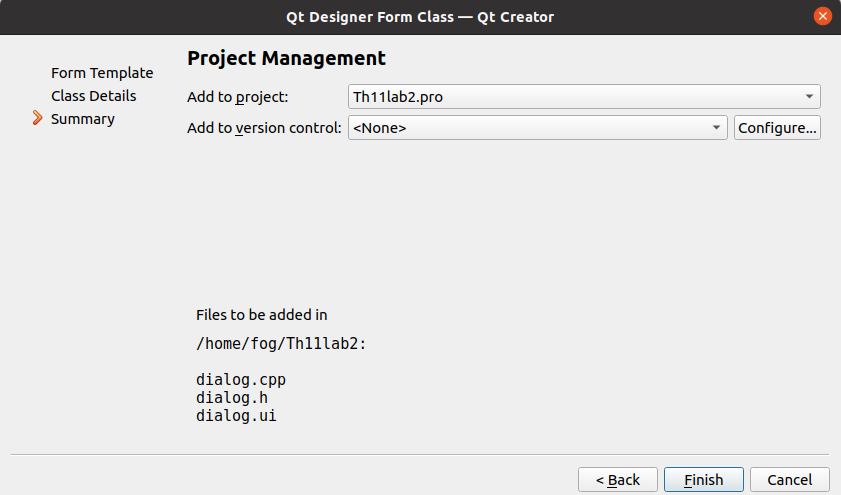 Qt Designer Form Class — Qt Creator
Form Template
Class Details
Summary
Project Management
Add to project:
Th11lab2.pro
Add to version control:
<None>
Configure...
Files to be added in
/home/fog/Th11lab2:
dialog.cpp
dialog.h
dialog.ui
< Back
Finish
Cancel